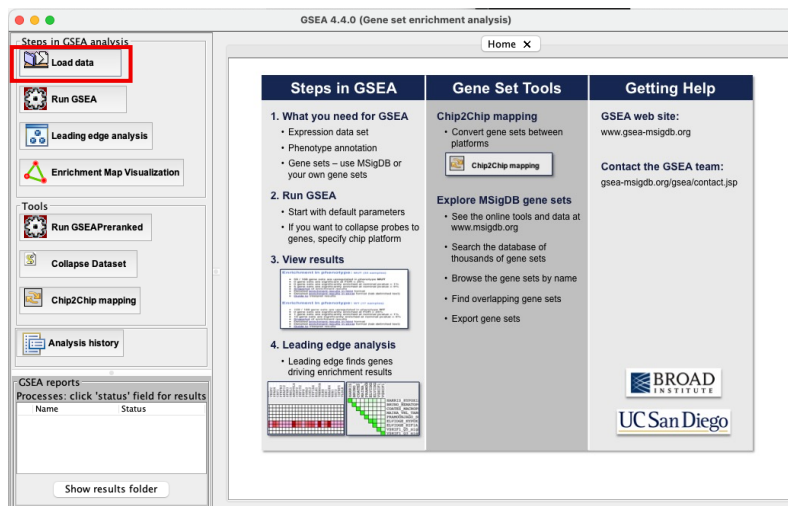 GSEA 4.4.0 (Gene set enrichment analysis)
Steps in GSEA analysis
Load data
Run GSEA
Leading edge analysis
Enrichment Map Visualization
Tools
Run GSEAPreranked
Collapse Dataset
Chip2Chip mapping
Analysis history
GSEA reports
Processes: click 'status' field for results
Name Status
Show results folder
Home X
Steps in GSEA
1. What you need for GSEA
• Expression data set
• Phenotype annotation
• Gene sets – use MSigDB or
your own gene sets
2. Run GSEA
• Start with default parameters
• If you want to collapse probes to
genes, specify chip platform
3. View results
4. Leading edge analysis
• Leading edge finds genes
driving enrichment results
Gene Set Tools
Chip2Chip mapping
• Convert gene sets between
platforms
Chip2Chip mapping
Explore MSigDB gene sets
• See the online tools and data at
www.msigdb.org
• Search the database of
thousands of gene sets
• Browse the gene sets by name
• Find overlapping gene sets
• Export gene sets
Getting Help
GSEA web site:
www.gsea-msigdb.org
Contact the GSEA team:
gsea-msigdb.org/gsea/contact.jsp
BROAD
INSTITUTE
UC San Diego